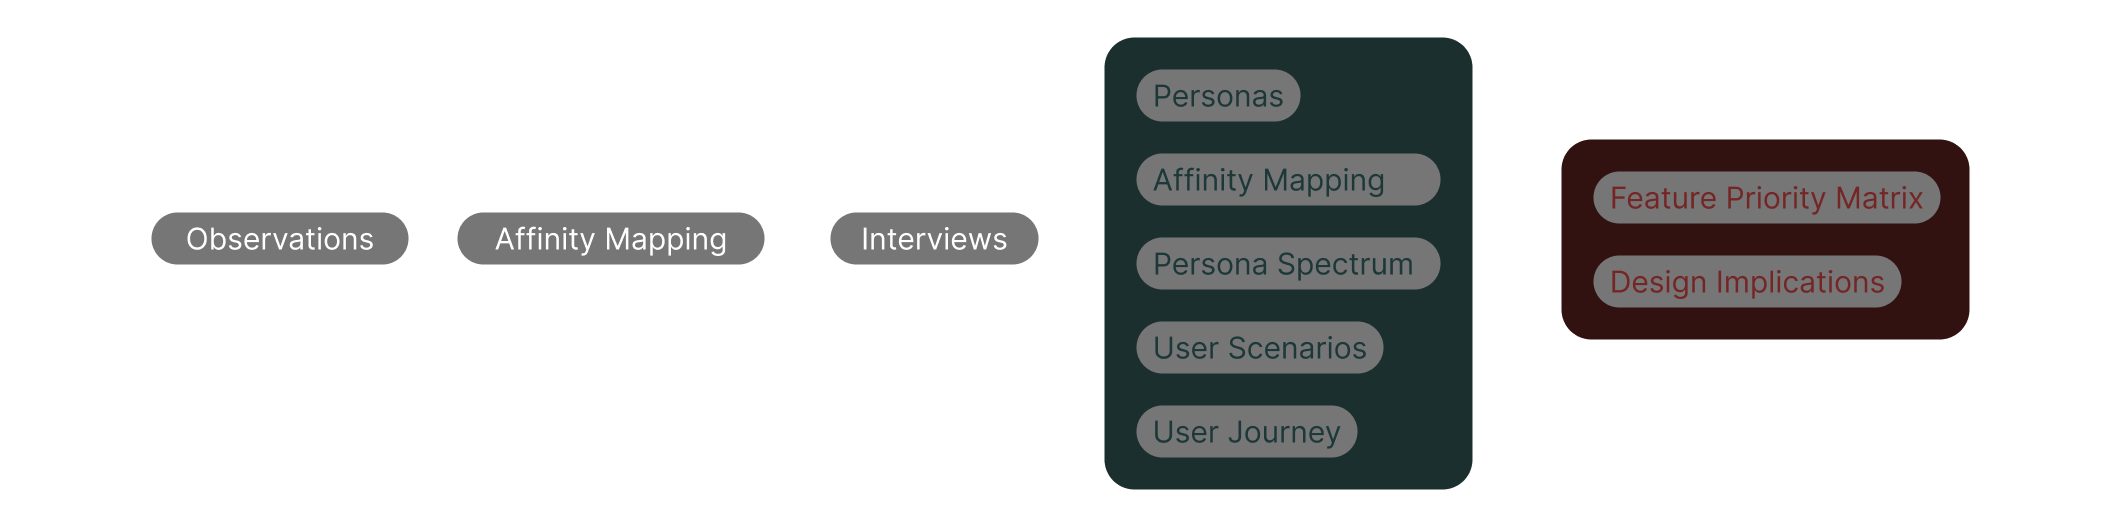 Observations
Affinity Mapping
Interviews
Personas
Affinity Mapping
Persona Spectrum
User Scenarios
User Journey
Feature Priority Matrix
Design Implications